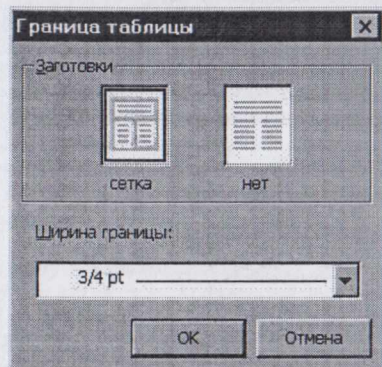 Граница таблицы
Заготовки
сетка нет
Ширина границы:
3/4 pt
OK Отмена